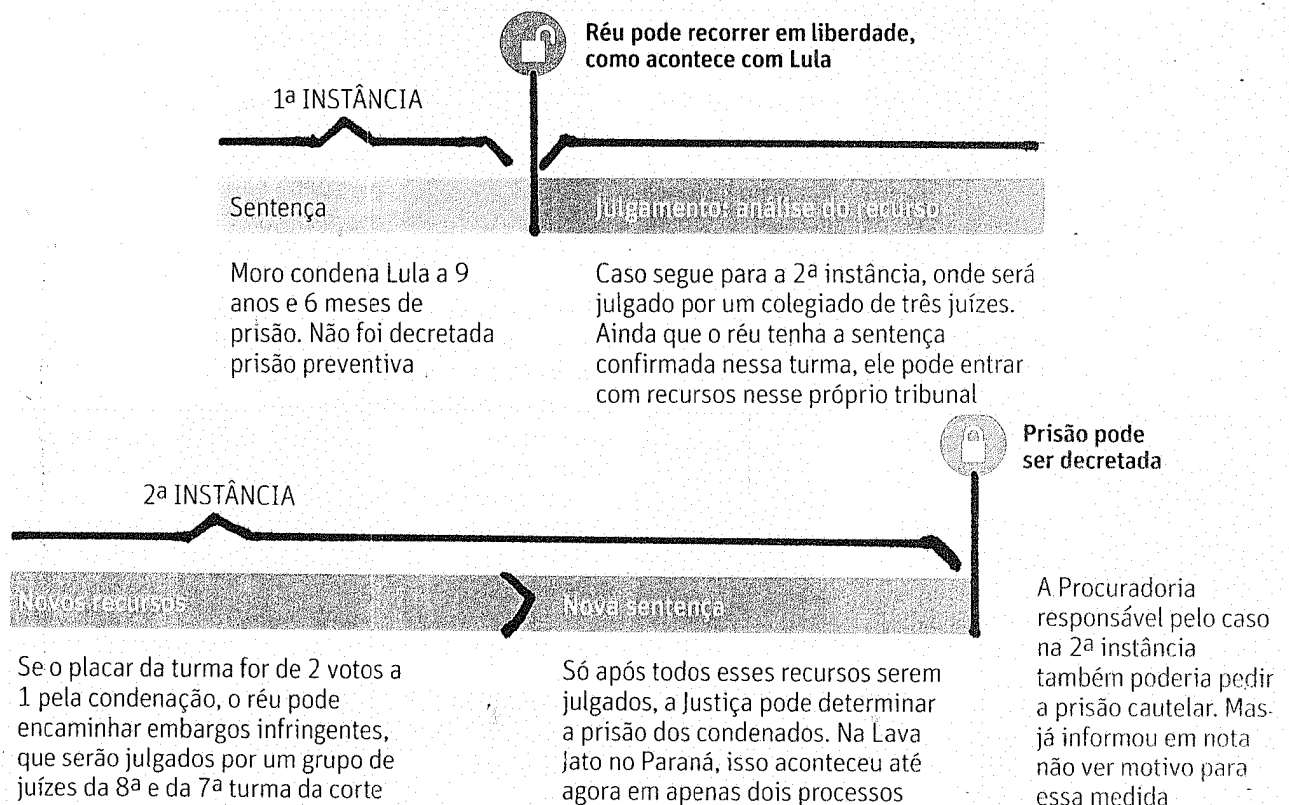 Réu pode recorrer em liberdade,
como acontece com Lula
1ª INSTÂNCIA
Sentença
Julgamento: análise do recurso
Moro condena Lula a 9
anos e 6 meses de
prisão. Não foi decretada
prisão preventiva
Caso segue para a 2ª instância, onde será
julgado por um colegiado de três juízes.
Ainda que o réu tenha a sentença
confirmada nessa turma, ele pode entrar
com recursos nesse próprio tribunal
Prisão pode
ser decretada
2ª INSTÂNCIA
Novos recursos
Nova sentença
Se o placar da turma for de 2 votos a
1 pela condenação, o réu pode
encaminhar embargos infringentes,
que serão julgados por um grupo de
juízes da 8ª e da 7ª turma da corte
Só após todos esses recursos serem
julgados, a Justiça pode determinar
a prisão dos condenados. Na Lava
Jato no Paraná, isso aconteceu até
agora em apenas dois processos
A Procuradoria
responsável pelo caso
na 2ª instância
também poderia pedir
a prisão cautelar. Mas
já informou em nota
não ver motivo para
essa medida